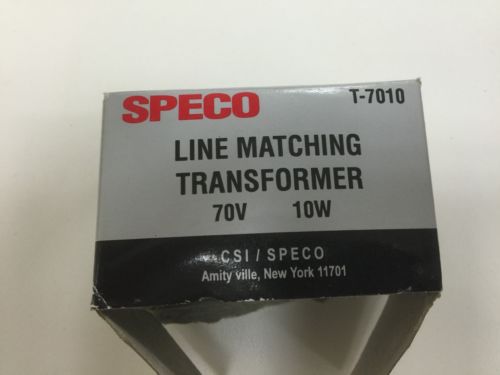 SPECO T-7010
LINE MATCHING
TRANSFORMER
70V 10W
CSI / SPECO
Amity ville, New York 11701